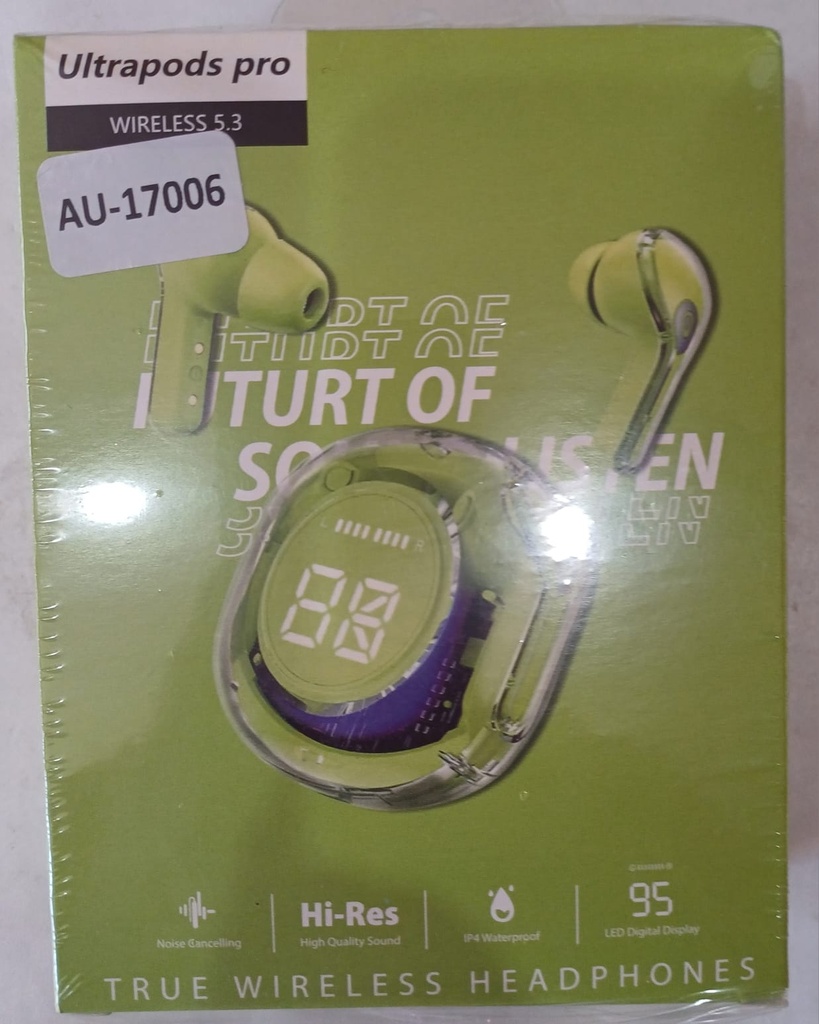 Ultrapods pro
WIRELESS 5.3
AU-17006
TURT OF
L R
88
Noise Cancelling
Hi-Res
High Quality Sound
IP4 Waterproof
95
LED Digital Display
TRUE WIRELESS HEADPHONES